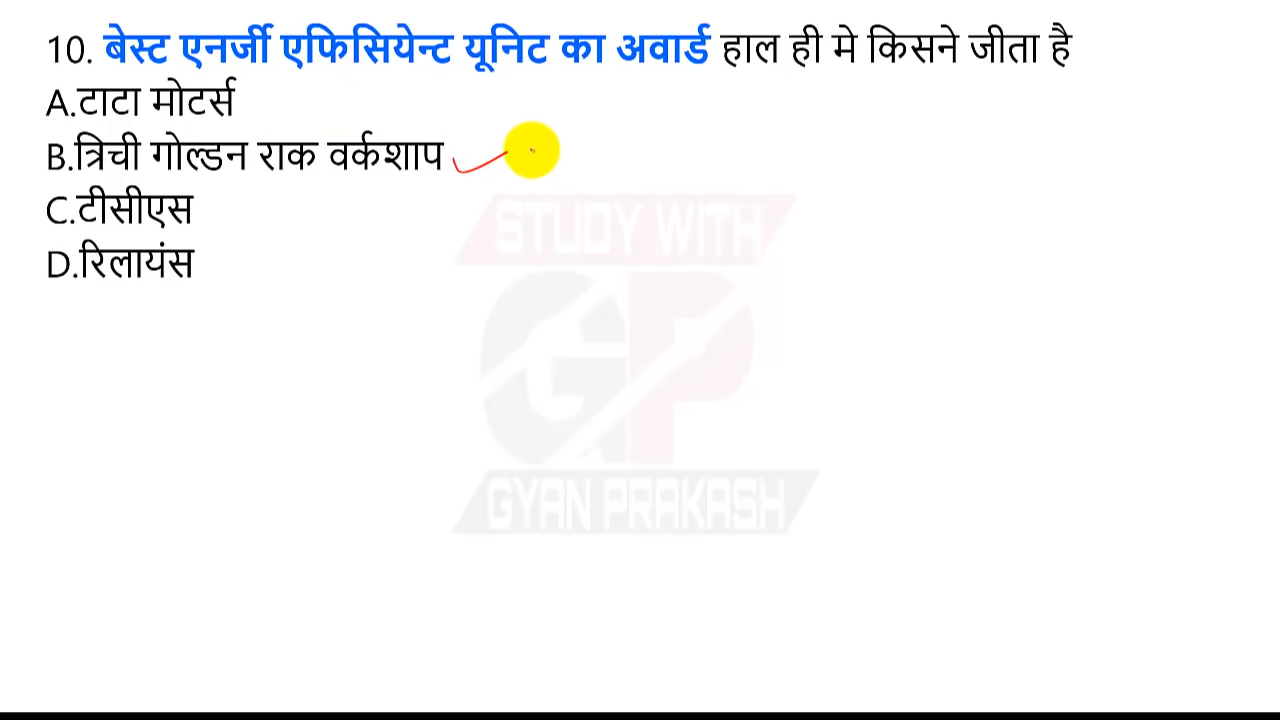 10. बेस्ट एनर्जी एफिसियेन्ट यूनिट का अवार्ड हाल ही मे किसने जीता है
A.टाटा मोटर्स
B.त्रिची गोल्डन राक वर्कशाप
C.टीसीएस
D.रिलायंस
STUDY WITH
GP
GYAN PRAKASH